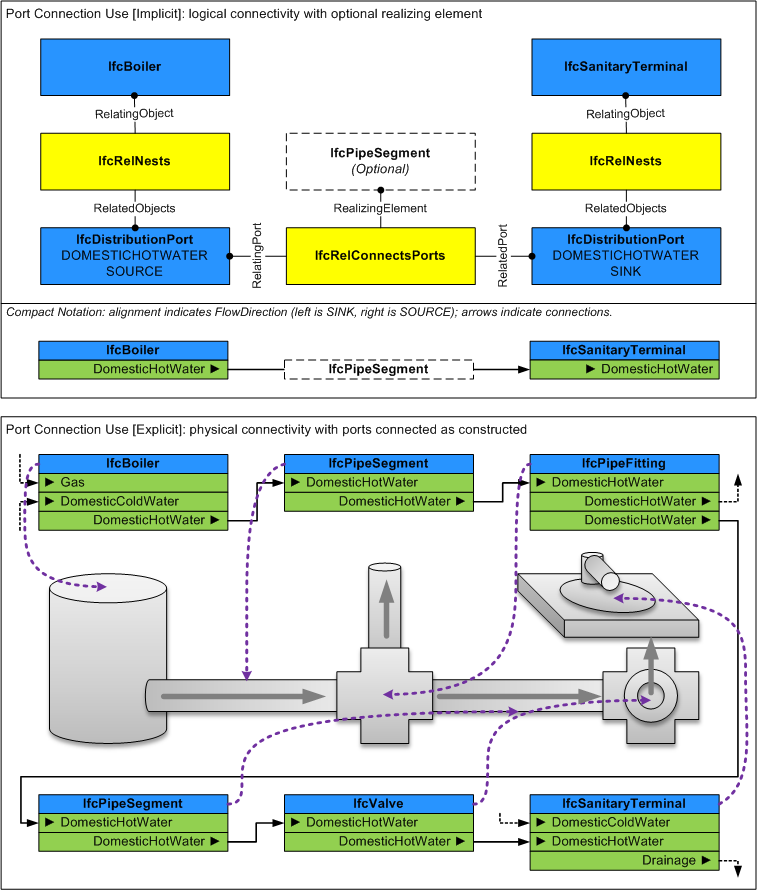 Port Connection Use [Implicit]: logical connectivity with optional realizing element
IfcBoiler
IfcSanitaryTerminal
RelatingObject
RelatingObject
IfcRelNests
IfcPipeSegment
(Optional)
IfcRelNests
RelatedObjects
RealizingElement
RelatedObjects
IfcDistributionPort
DOMESTICHOTWATER
SOURCE
RelatingPort
IfcRelConnectsPorts
RelatedPort
IfcDistributionPort
DOMESTICHOTWATER
SINK
Compact Notation: alignment indicates FlowDirection (left is SINK, right is SOURCE); arrows indicate connections.
IfcBoiler
DomesticHotWater
IfcPipeSegment
IfcSanitaryTerminal
DomesticHotWater
Port Connection Use [Explicit]: physical connectivity with ports connected as constructed
IfcBoiler
Gas
DomesticColdWater
DomesticHotWater
IfcPipeSegment
DomesticHotWater
DomesticHotWater
IfcPipeFitting
DomesticHotWater
DomesticHotWater
DomesticHotWater
IfcPipeSegment
DomesticHotWater
DomesticHotWater
IfcValve
DomesticHotWater
DomesticHotWater
IfcSanitaryTerminal
DomesticColdWater
DomesticHotWater
Drainage